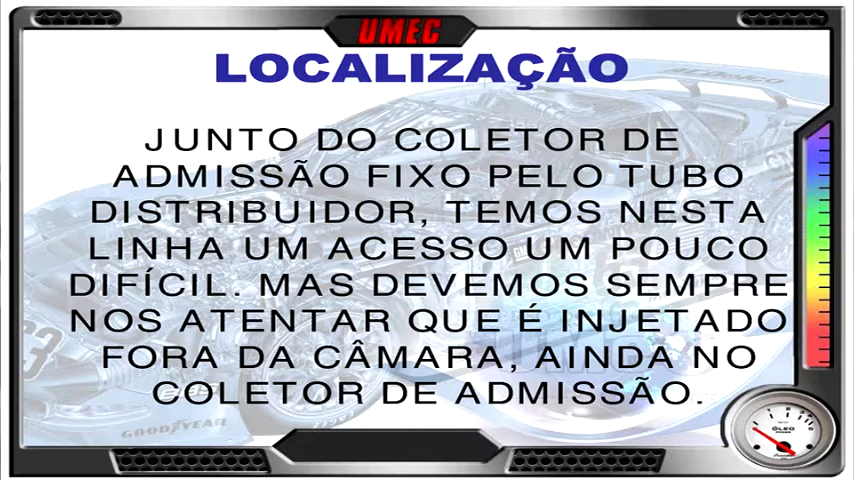 UMEC
LOCALIZAÇÃO
ACDelco
JUNTO DO COLETOR DE
ADMISSÃO FIXO PELO TUBO
DISTRIBUIDOR, TEMOS NESTA
LINHA UM ACESSO UM POUCO
DIFÍCIL. MAS DEVEMOS SEMPRE
NOS ATENTAR QUE É INJETADO
FORA DA CÂMARA, AINDA NO
COLETOR DE ADMISSÃO.
GOODYEAR
ÓLEO